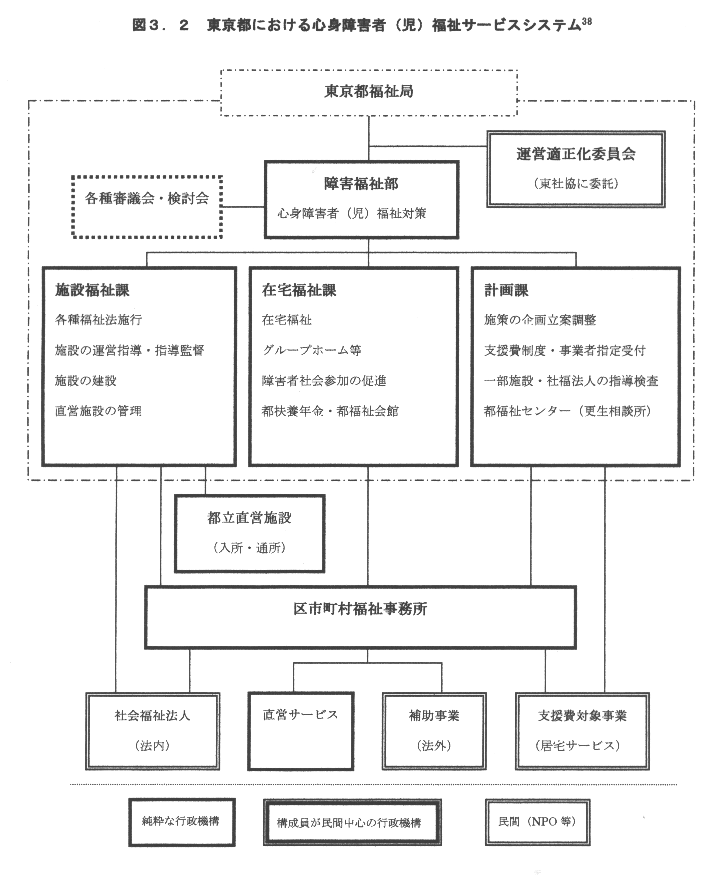 図３．２　東京都における心身障害者（児）福祉サービスシステム38
東京都福祉局
運営適正化委員会
（東社協に委託）
各種審議会・検討会
障害福祉部
心身障害者（児）福祉対策
施設福祉課
各種福祉法施行
施設の運営指導・指導監督
施設の建設
直営施設の管理
在宅福祉課
在宅福祉
グループホーム等
障害者社会参加の促進
都扶養年金・都福祉会館
計画課
施策の企画立案調整
支援費制度・事業者指定受付
一部施設・社福法人の指導検査
都福祉センター（更生相談所）
都立直営施設
（入所・通所）
区市町村福祉事務所
社会福祉法人
（法内）
直営サービス
補助事業
（法外）
支援費対象事業
（居宅サービス）
純粋な行政機構
構成員が民間中心の行政機構
民間（NPO 等）